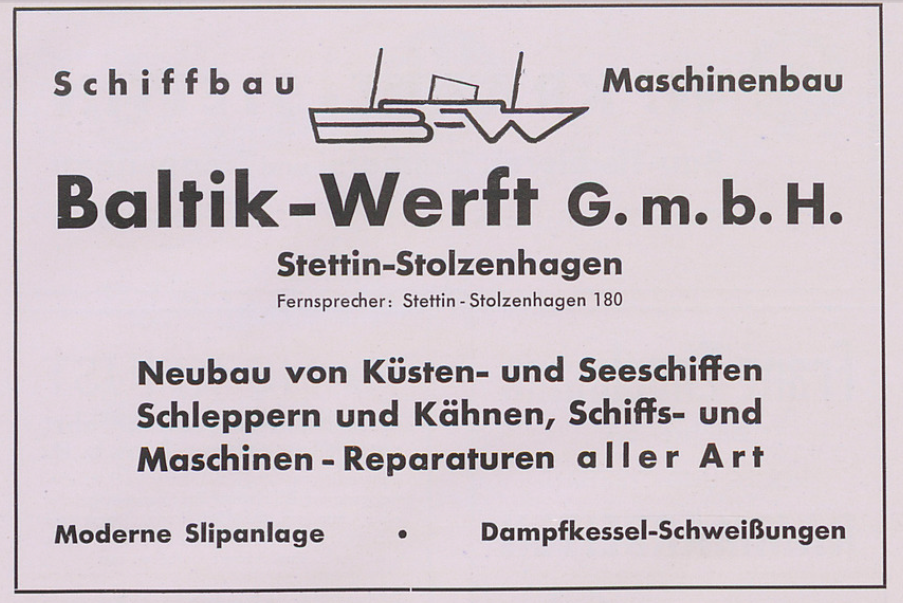 Schiffbau Maschinenbau
Baltik-Werft G.m.b.H.
Stettin-Stolzenhagen
Fernsprecher: Stettin-Stolzenhagen 180
Neubau von Küsten- und Seeschiffen
Schleppern und Kähnen, Schiffs- und
Maschinen-Reparaturen aller Art
Moderne Slipanlage • Dampfkessel-Schweißungen